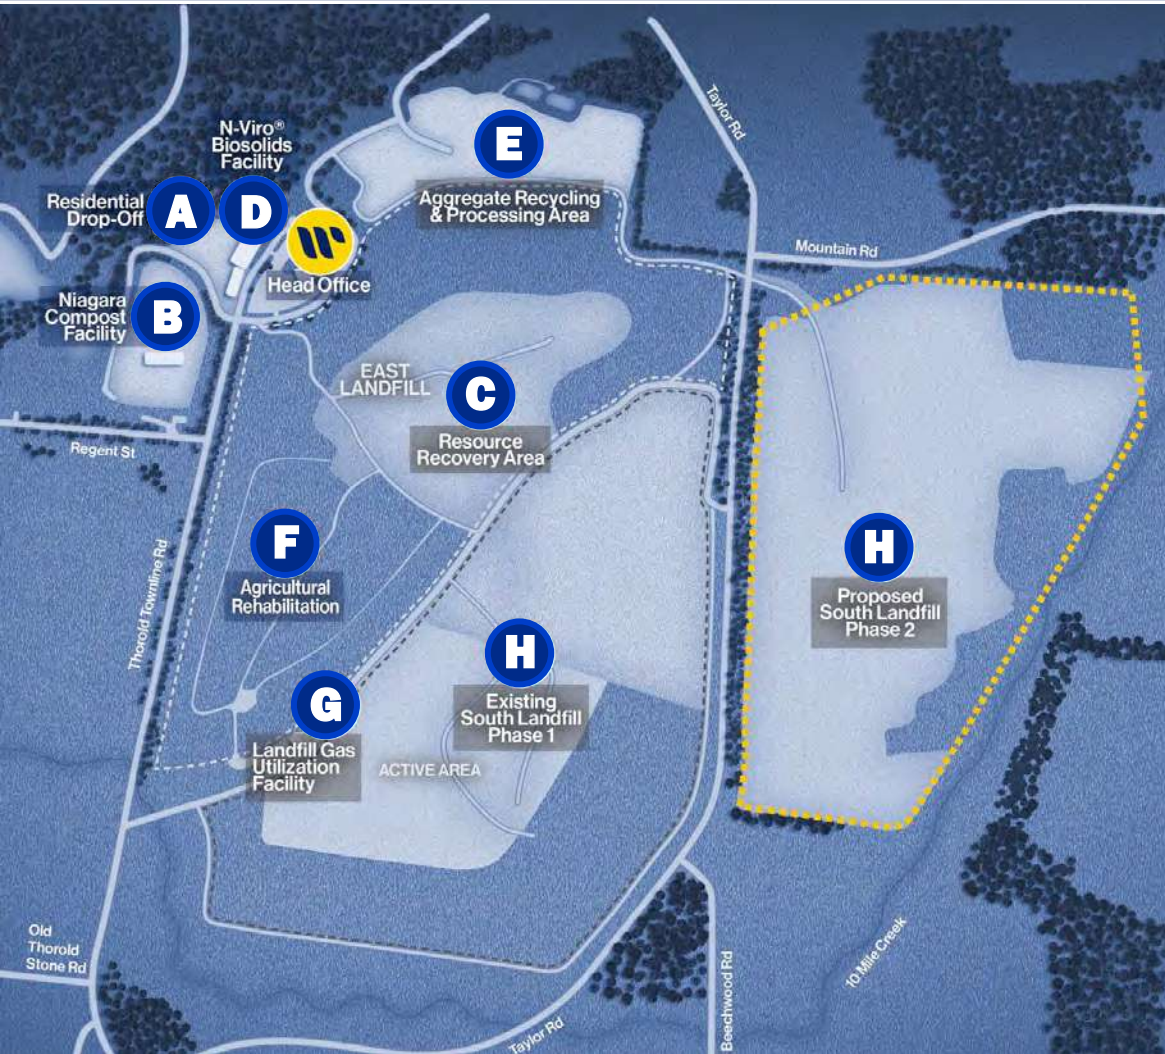 Taylor Rd
N-Viro®
Biosolids
Facility
E
Residential
Drop-Off
A
D
Aggregate Recycling
& Processing Area
W
Head Office
Mountain Rd
Niagara
Compost
Facility
B
EAST
LANDFILL
C
Resource
Recovery Area
Regent St
F
Agricultural
Rehabilitation
H
Proposed
South Landfill
Phase 2
Thorold Townline Rd
H
Existing
South Landfill
Phase 1
G
Landfill Gas
Utilization
Facility
ACTIVE AREA
Old
Thorold
Stone Rd
10 Mile Creek
Beechwood Rd
Taylor Rd